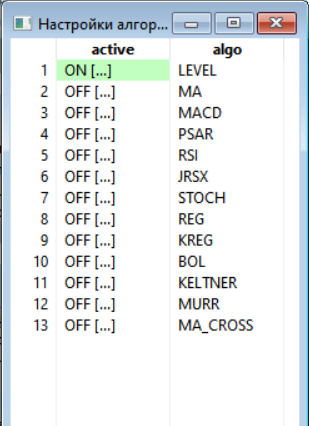 Настройки алгор...
active algo
1 ON [...] LEVEL
2 OFF [...] MA
3 OFF [...] MACD
4 OFF [...] PSAR
5 OFF [...] RSI
6 OFF [...] JRSX
7 OFF [...] STOCH
8 OFF [...] REG
9 OFF [...] KREG
10 OFF [...] BOL
11 OFF [...] KELTNER
12 OFF [...] MURR
13 OFF [...] MA_CROSS